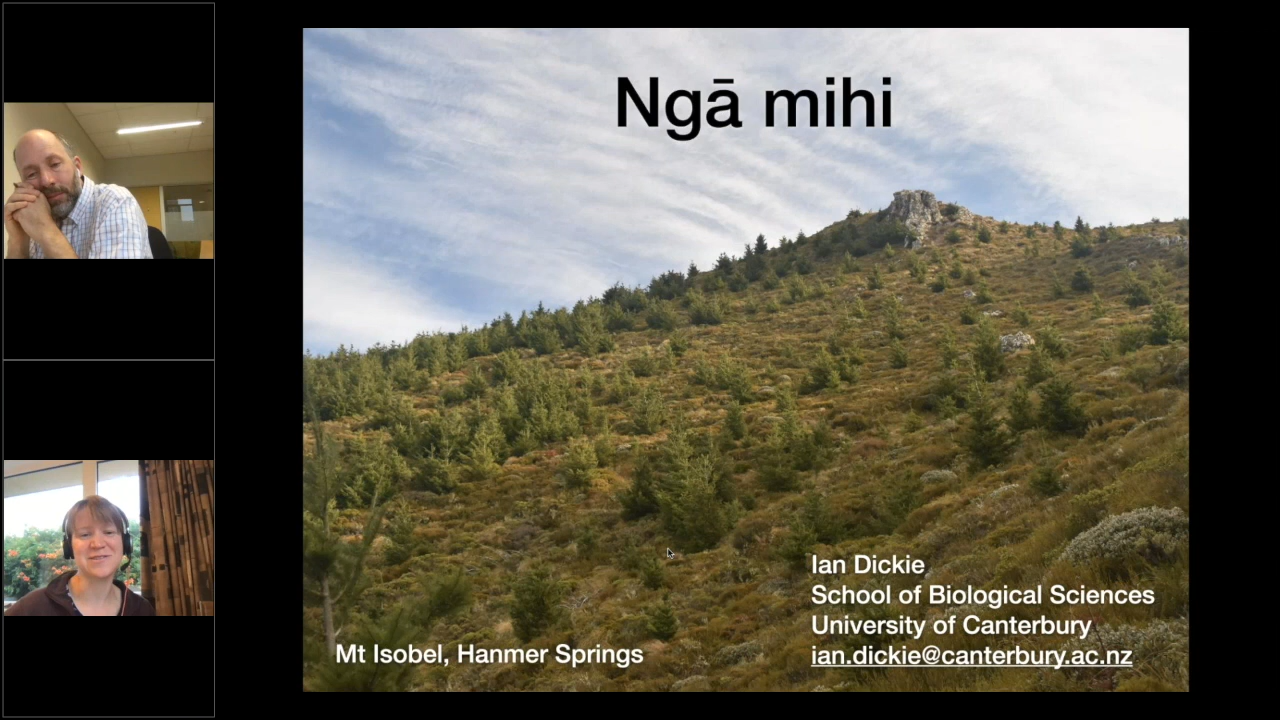 Ngā mihi
Ian Dickie
School of Biological Sciences
University of Canterbury
ian.dickie@canterbury.ac.nz
Mt Isobel, Hanmer Springs